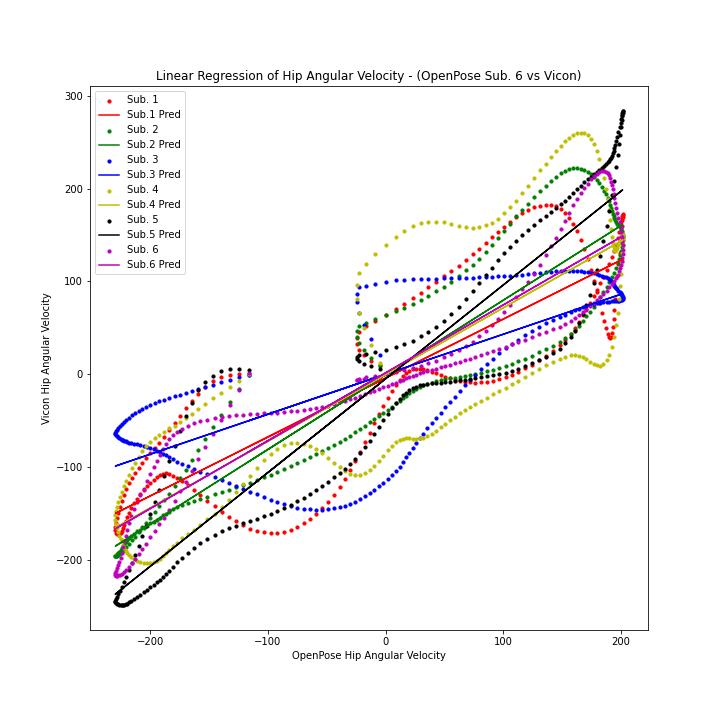 Linear Regression of Hip Angular Velocity - (OpenPose Sub. 6 vs Vicon)
Sub. 1
Sub.1 Pred
Sub. 2
Sub.2 Pred
Sub. 3
Sub.3 Pred
Sub. 4
Sub.4 Pred
Sub. 5
Sub.5 Pred
Sub. 6
Sub.6 Pred
300
200
100
0
−100
−200
Vicon Hip Angular Velocity
−200
−100
0
100
200
OpenPose Hip Angular Velocity